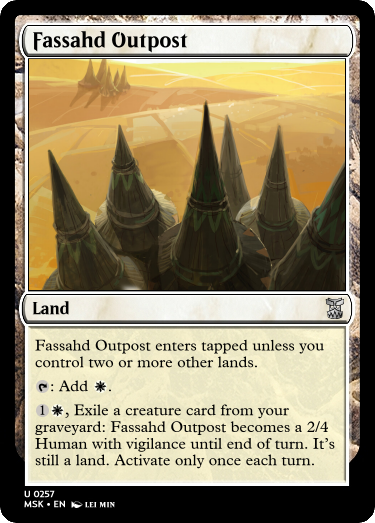 Fassahd Outpost
Land
Fassahd Outpost enters tapped unless you
control two or more other lands.
: Add .
1, Exile a creature card from your
graveyard: Fassahd Outpost becomes a 2/4
Human with vigilance until end of turn. It's
still a land. Activate only once each turn.
U 0257
MSK • EN LEI MIN